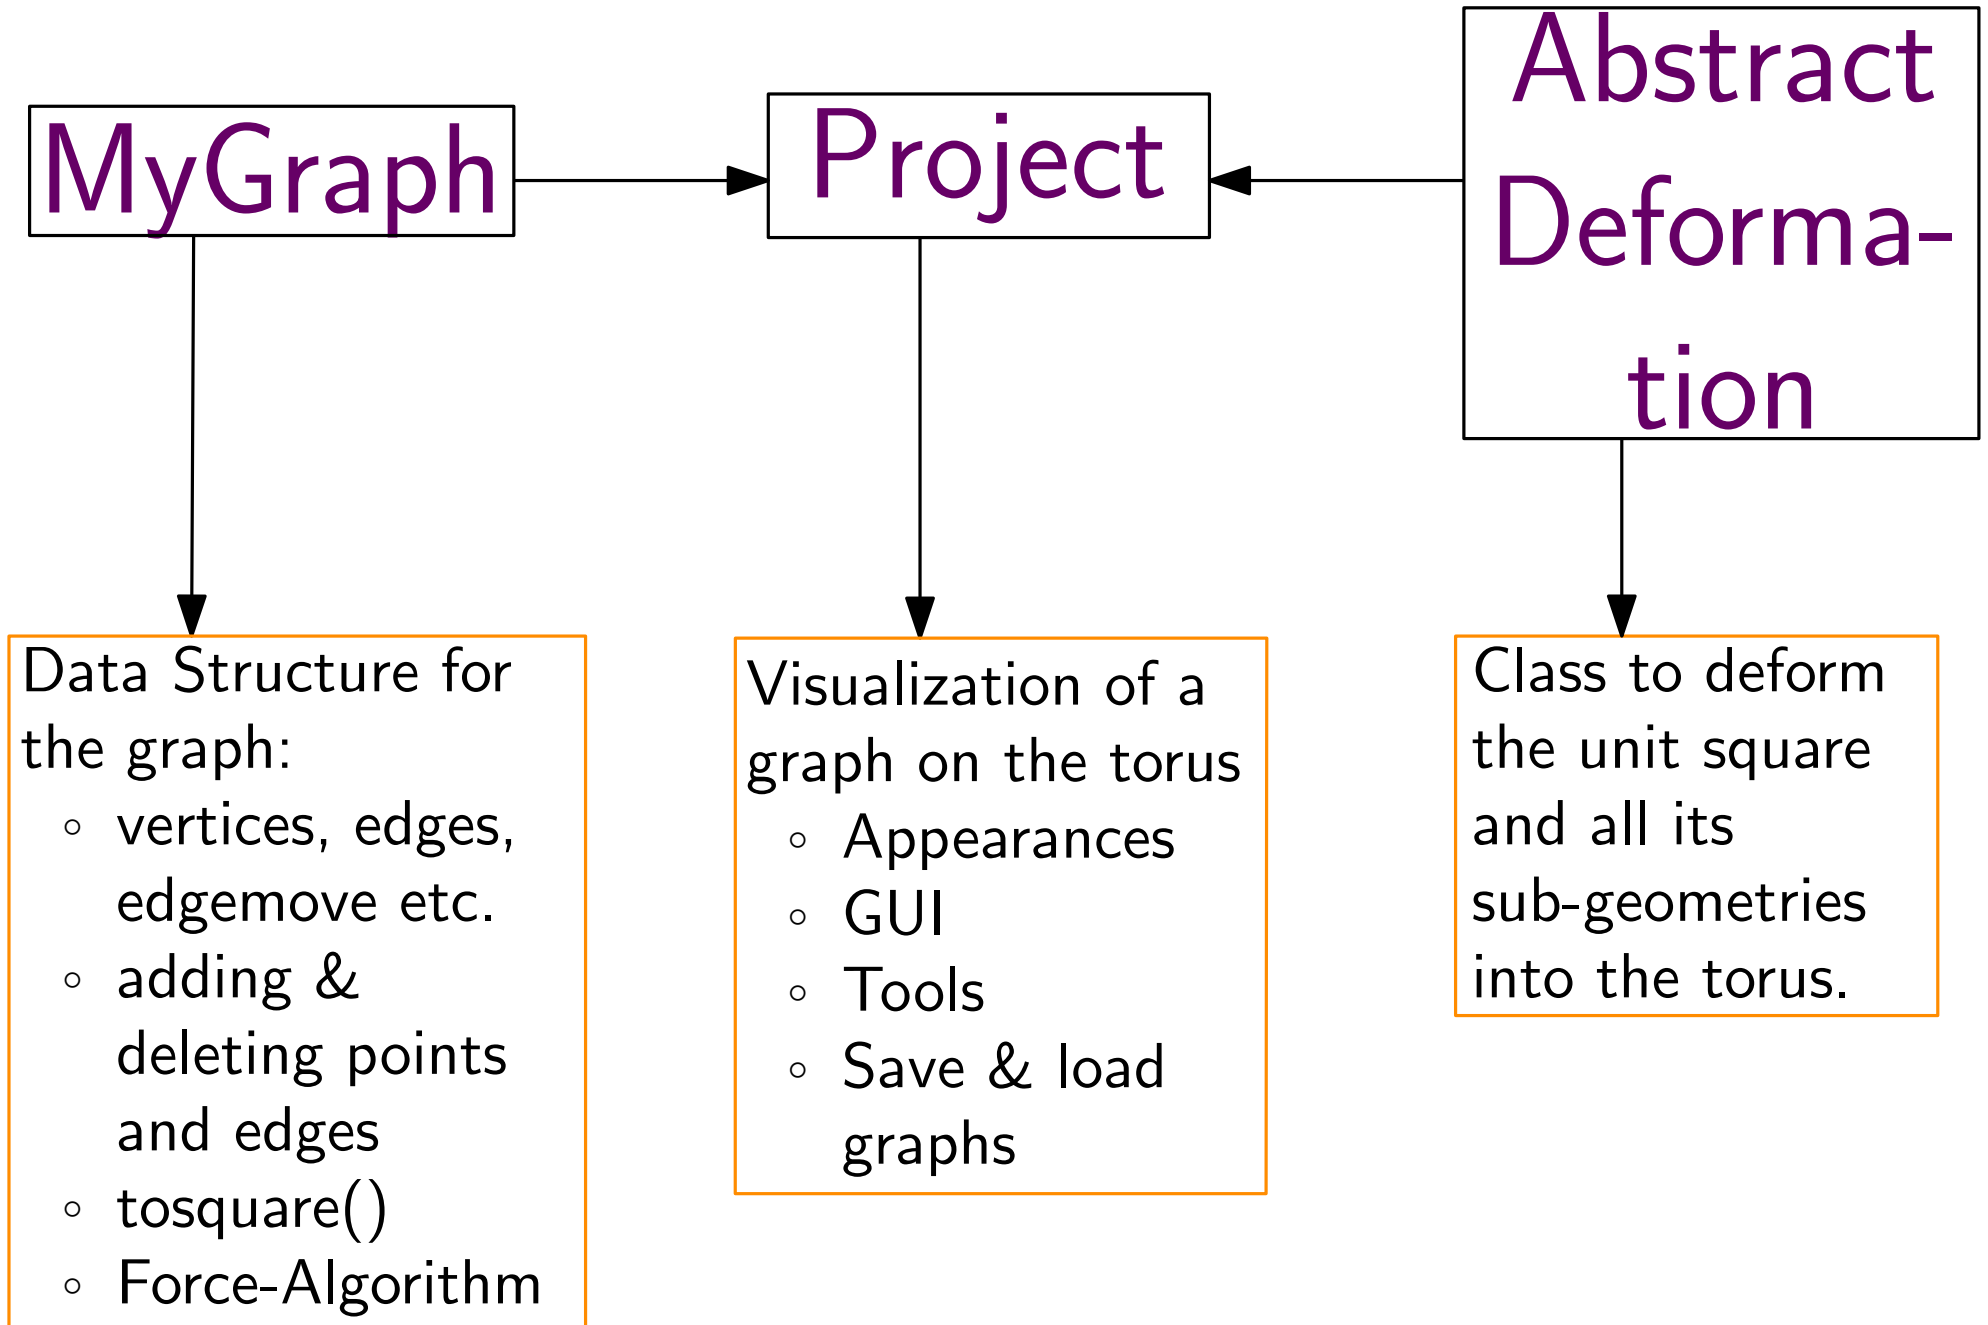 MyGraph
Project
Abstract
Deforma-
tion
Data Structure for
the graph:
◦ vertices, edges,
edgemove etc.
◦ adding &
deleting points
and edges
◦ tosquare()
◦ Force-Algorithm
Visualization of a
graph on the torus
◦ Appearances
◦ GUI
◦ Tools
◦ Save & load
graphs
Class to deform
the unit square
and all its
sub-geometries
into the torus.